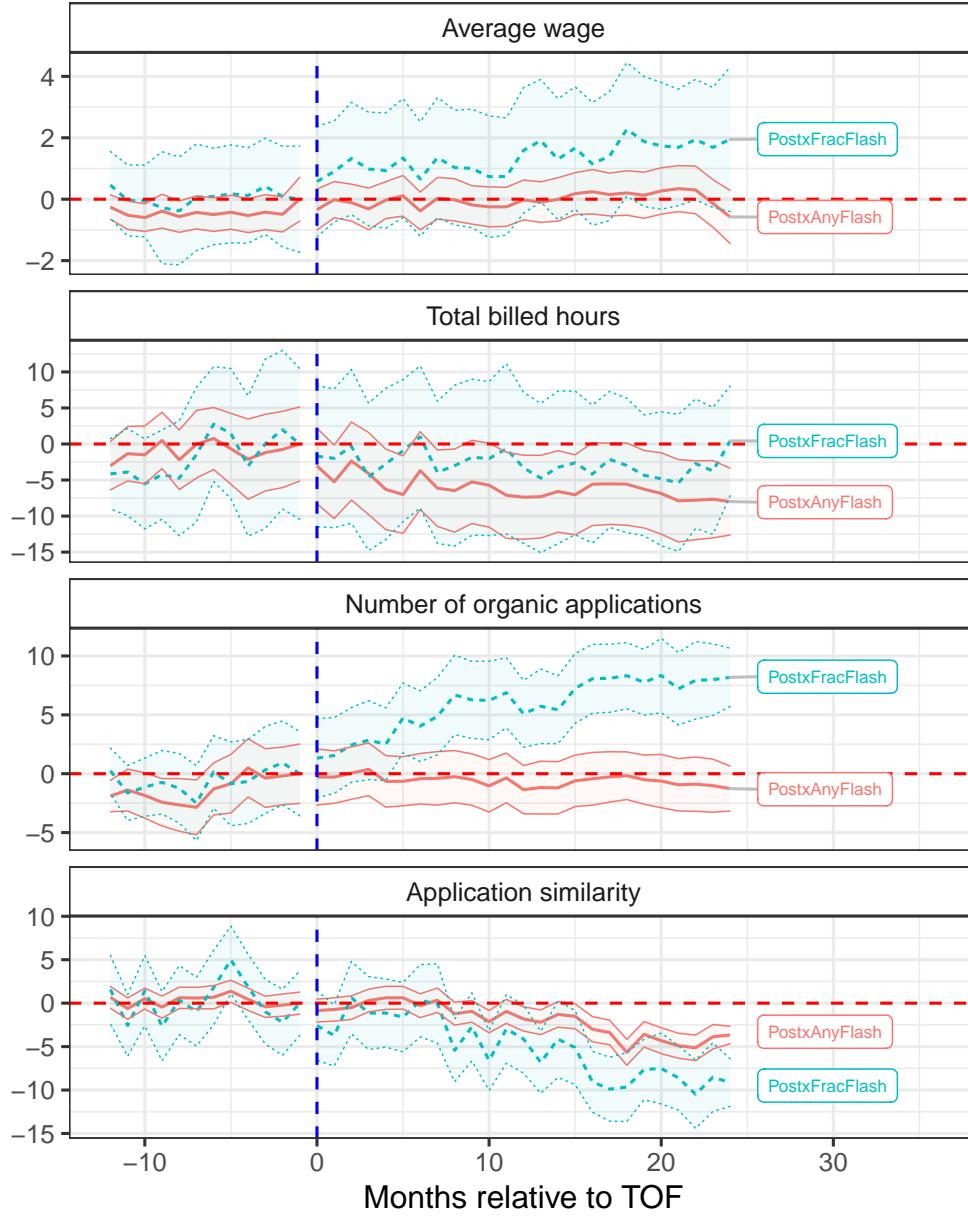 Average wage
4
2
0
−2
PostxFracFlash
PostxAnyFlash
Total billed hours
10
5
0
−5
−10
−15
PostxFracFlash
PostxAnyFlash
Number of organic applications
10
5
0
−5
PostxFracFlash
PostxAnyFlash
Application similarity
10
5
0
−5
−10
−15
PostxAnyFlash
PostxFracFlash
−10 0 10 20 30
Months relative to TOF